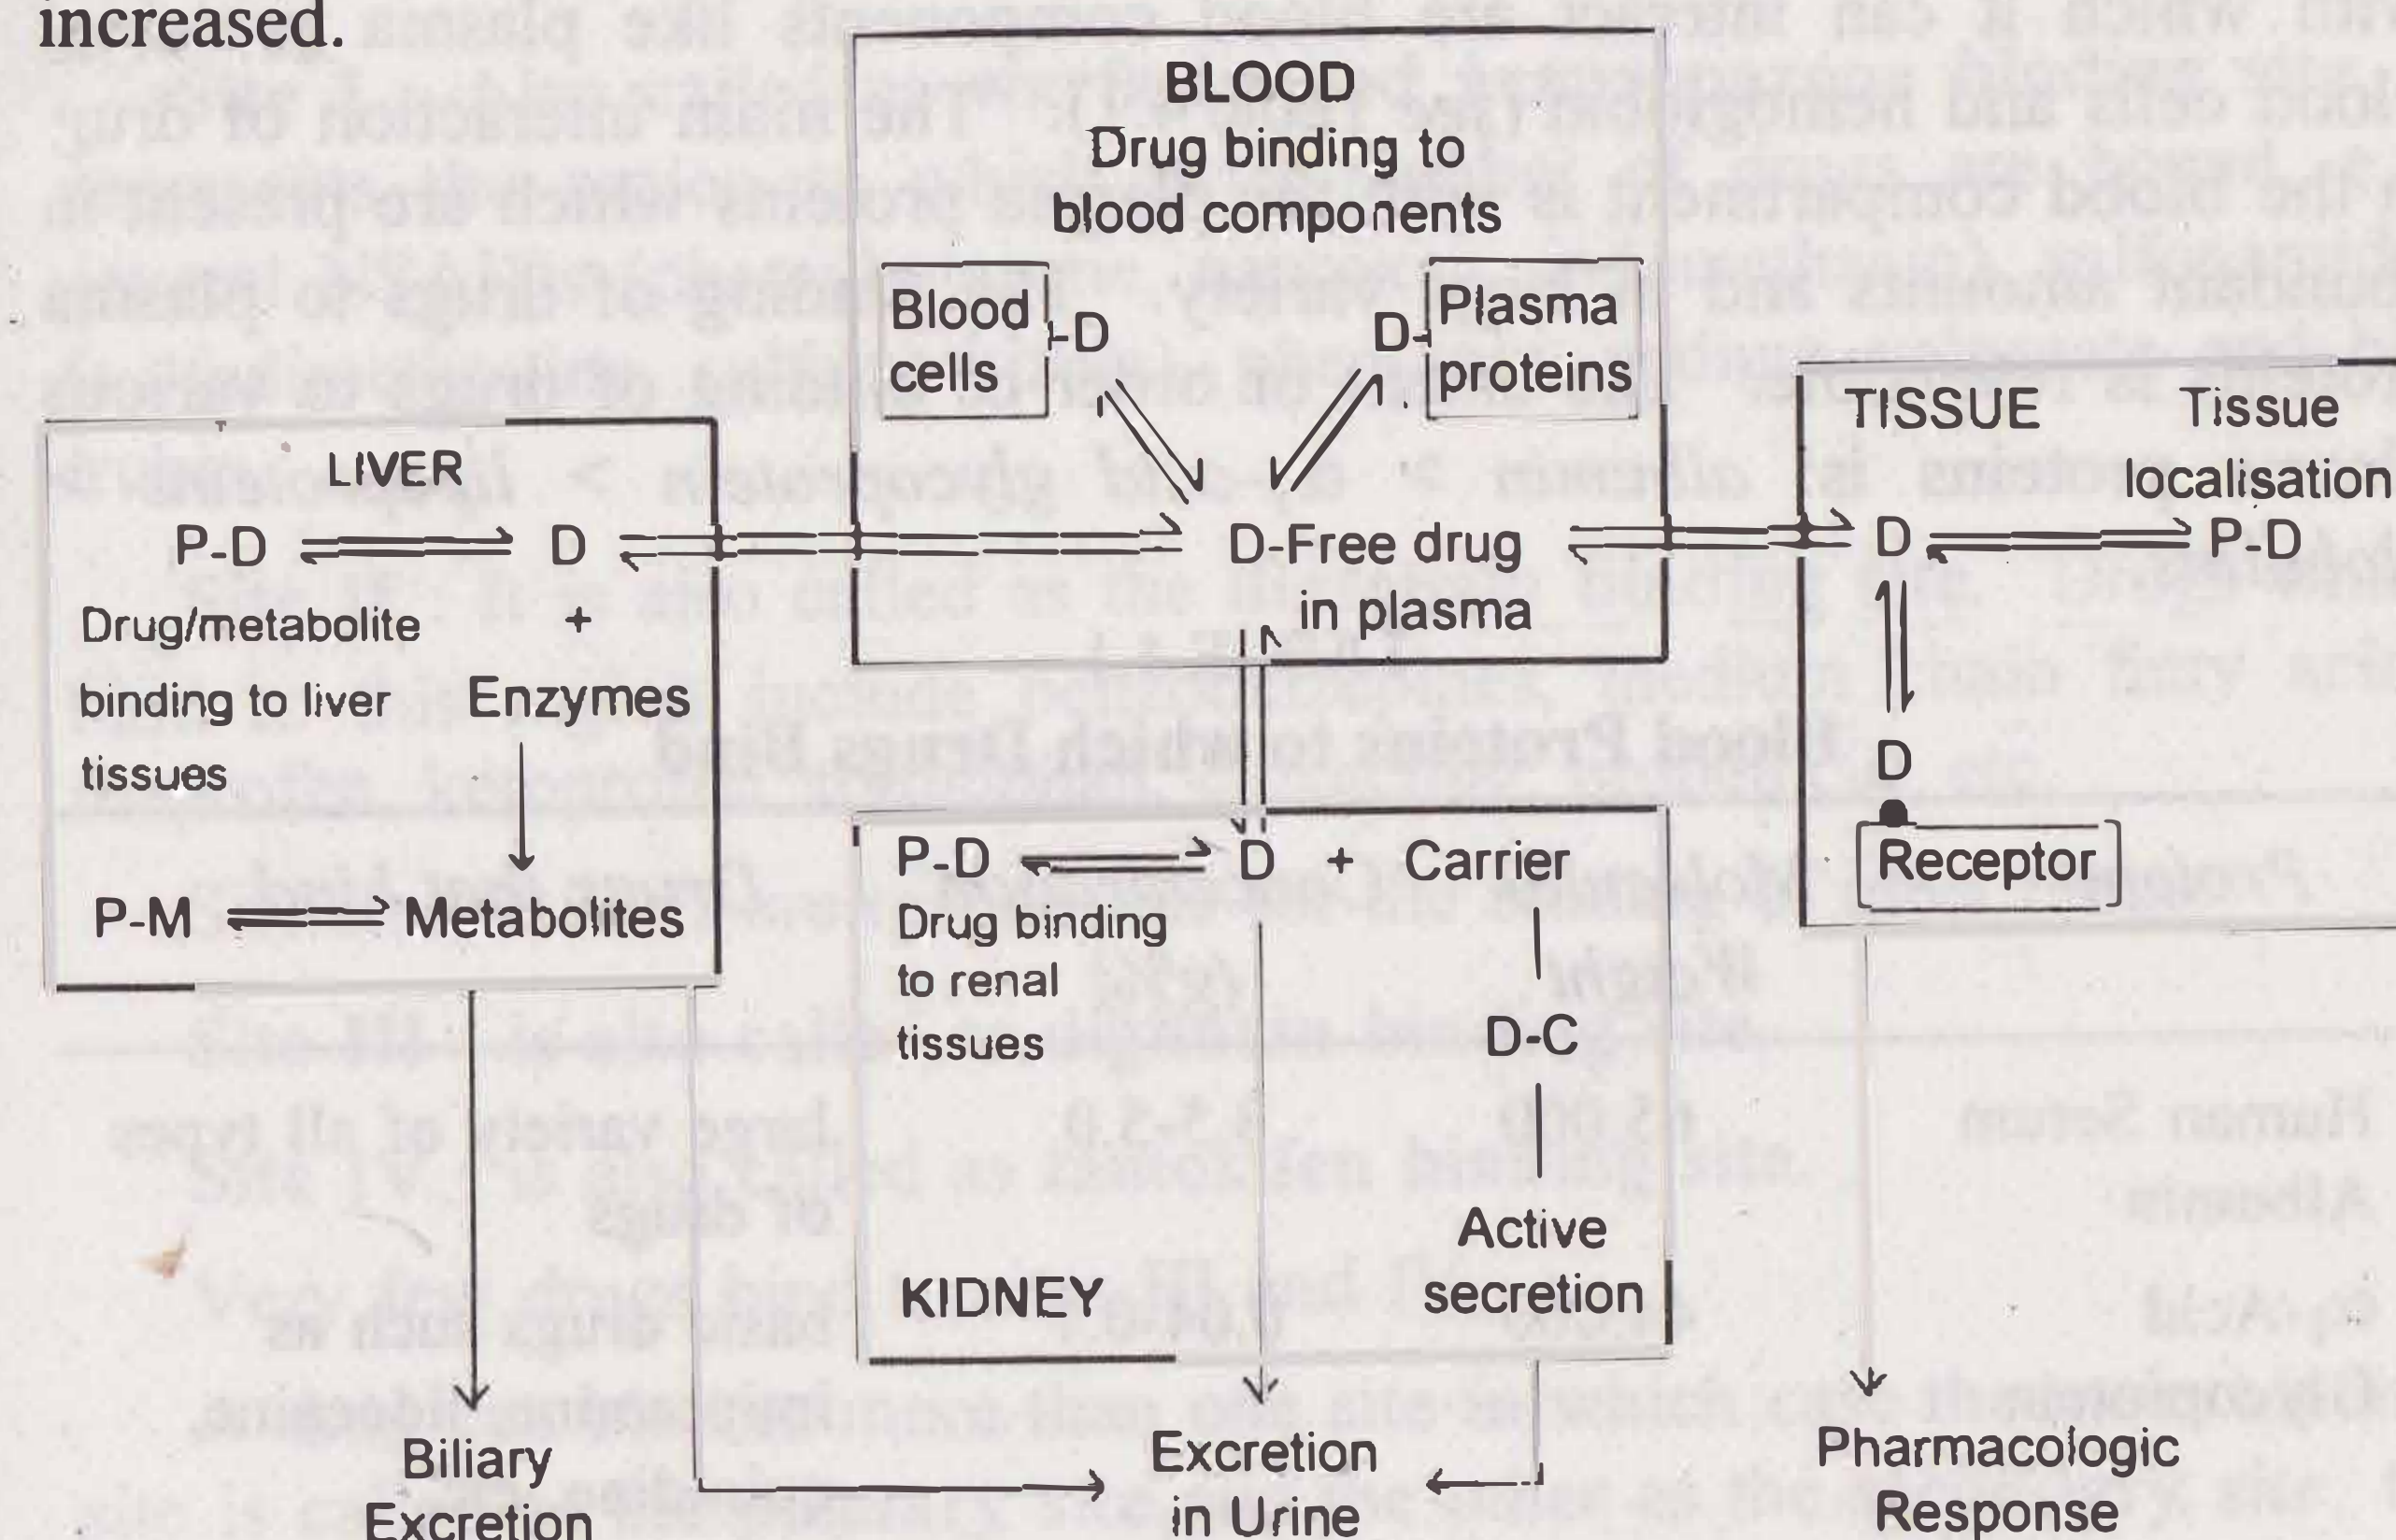 increased.
BLOOD
Drug binding to
blood components
Blood
cells
-D
D-
Plasma
proteins
LIVER
P-D
D
Drug/metabolite
+
binding to liver
Enzymes
tissues
P-M
Metabolites
D-Free drug
in plasma
TISSUE
Tissue
localisation
D
P-D
D
Receptor
P-D
D
+
Carrier
Drug binding
to renal
tissues
D-C
Active
secretion
KIDNEY
Biliary
Excretion
Excretion
in Urine
Pharmacologic
Response